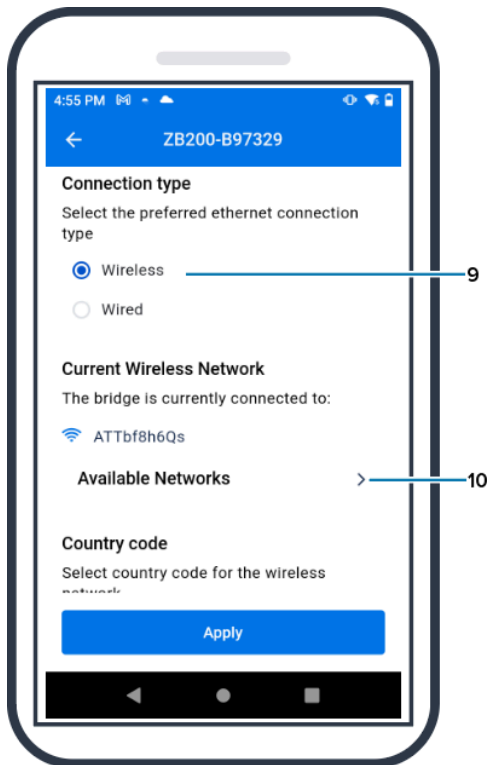 4:55 PM
ZB200-B97329
Connection type
Select the preferred ethernet connection
type
Wireless
9
Wired
Current Wireless Network
The bridge is currently connected to:
ATTbf8h6Qs
Available Networks
10
Country code
Select country code for the wireless
network
Apply